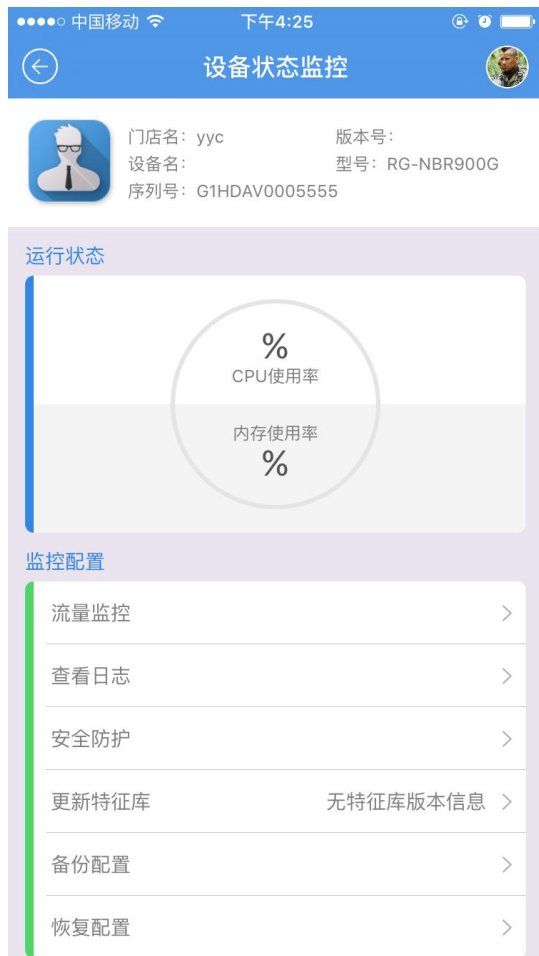 中国移动 下午4:25
设备状态监控
门店名：yyc 版本号：
设备名： 型号：RG-NBR900G
序列号：G1HDAV0005555
运行状态
%
CPU使用率
内存使用率
%
监控配置
流量监控
查看日志
安全防护
更新特征库 无特征库版本信息
备份配置
恢复配置